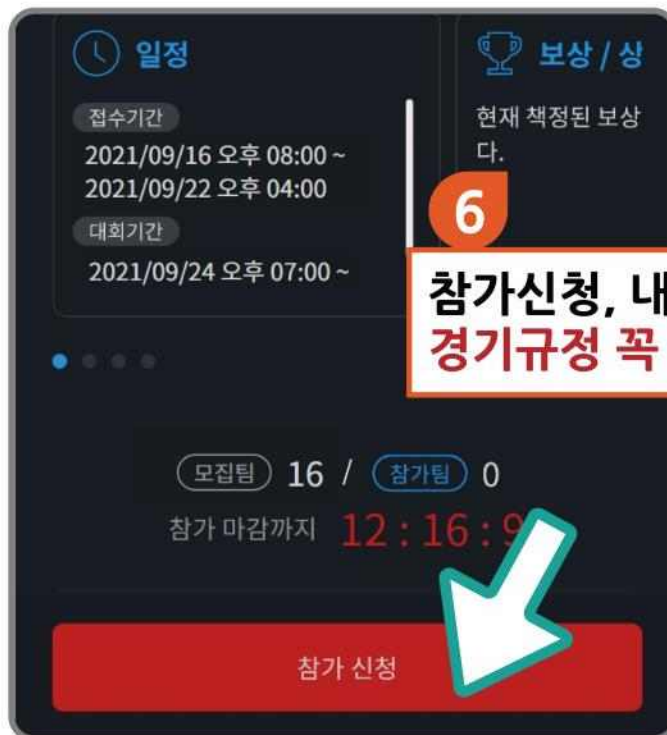 일정
접수기간
2021/09/16 오후 08:00 ~
2021/09/22 오후 04:00
대회기간
2021/09/24 오후 07:00 ~
보상 / 상
현재 책정된 보상
다.
6
참가신청, 내
경기규정 꼭
모집팀 16 / 참가팀 0
참가 마감까지 12 : 16 : 9
참가 신청